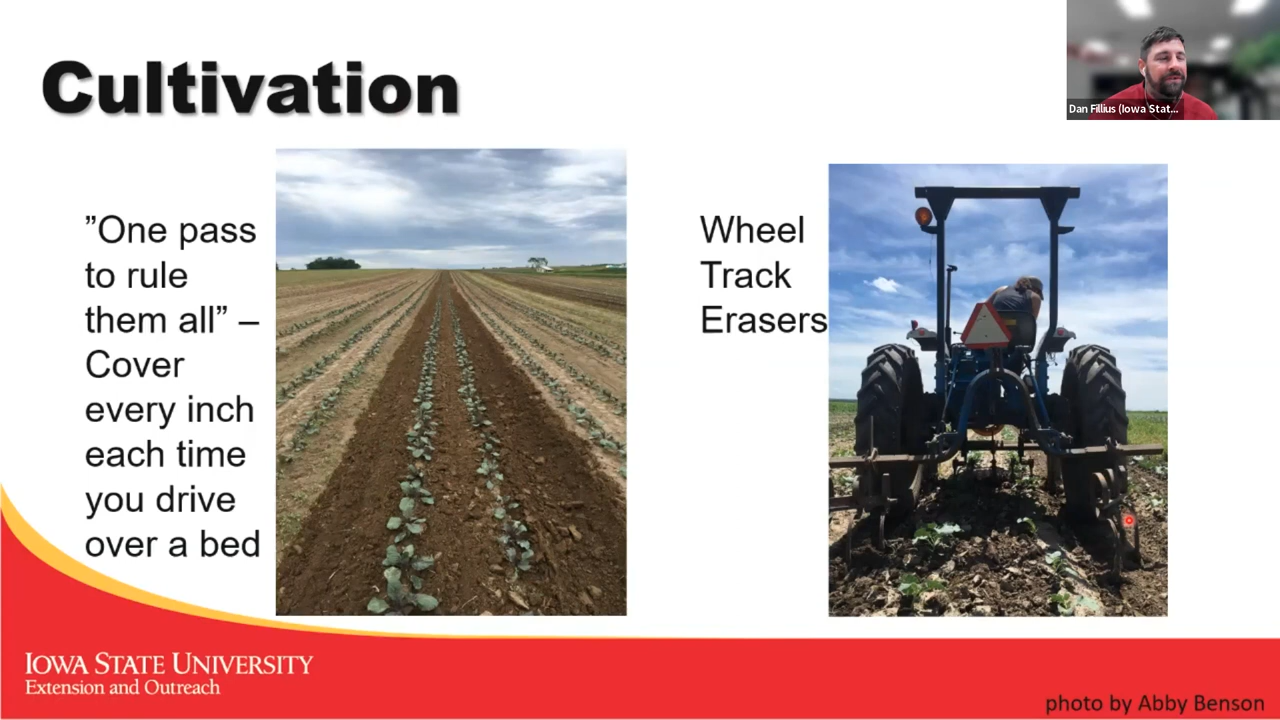 Cultivation
Dan Fillius (Iowa Stat...
”One pass
to rule
them all” –
Cover
every inch
each time
you drive
over a bed
Wheel
Track
Erasers
IOWA STATE UNIVERSITY
Extension and Outreach
photo by Abby Benson